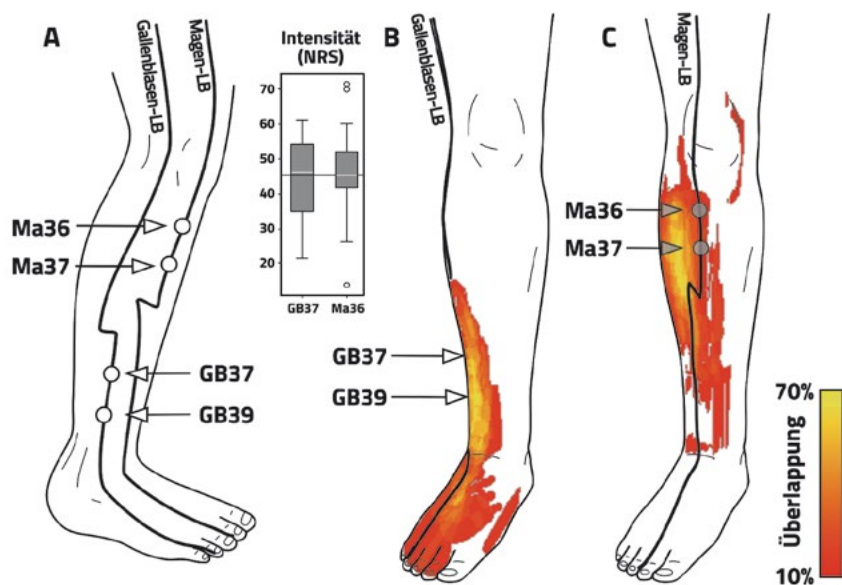 A
Gallenblasen-LB
Magen-LB
Ma36
Ma37
GB37
GB39
Intensität
(NRS)
70
60
50
40
30
20
GB37 Ma36
B
Gallenblasen-LB
GB37
GB39
C
Magen-LB
Ma36
Ma37
70%
Überlappung
10%